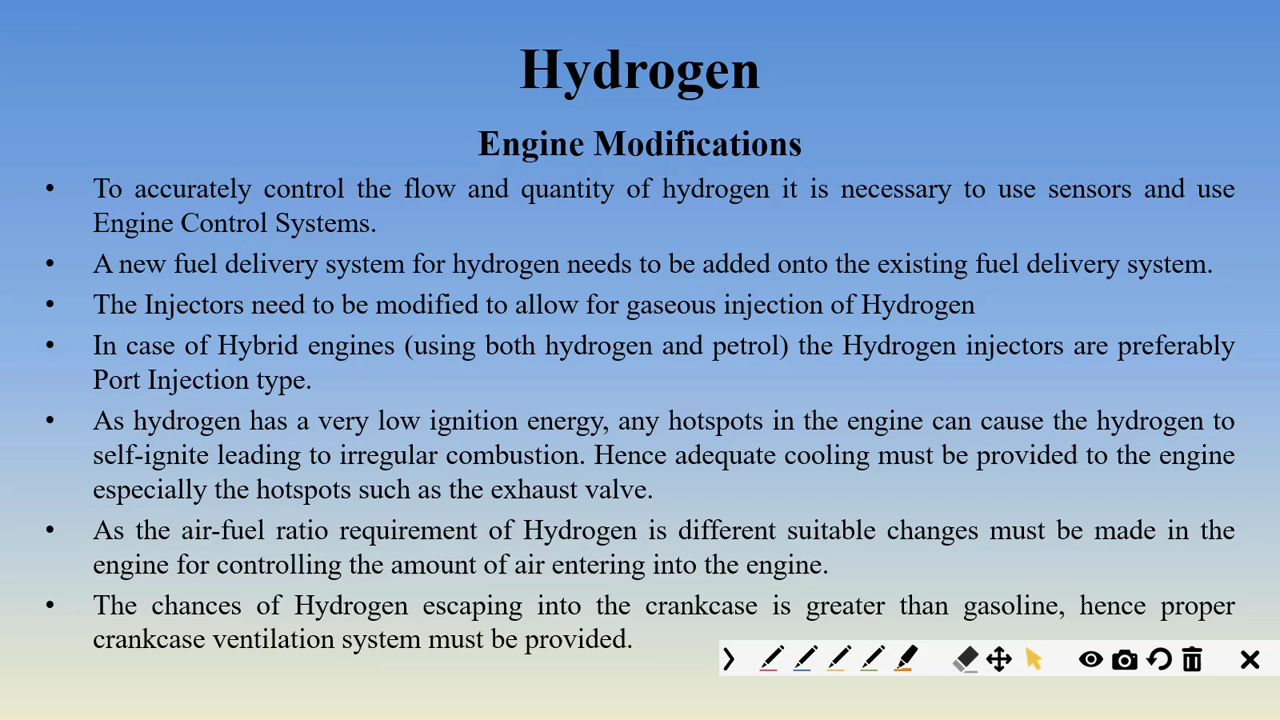 Hydrogen
Engine Modifications
• To accurately control the flow and quantity of hydrogen it is necessary to use sensors and use
Engine Control Systems.
• A new fuel delivery system for hydrogen needs to be added onto the existing fuel delivery system.
• The Injectors need to be modified to allow for gaseous injection of Hydrogen
• In case of Hybrid engines (using both hydrogen and petrol) the Hydrogen injectors are preferably
Port Injection type.
• As hydrogen has a very low ignition energy, any hotspots in the engine can cause the hydrogen to
self-ignite leading to irregular combustion. Hence adequate cooling must be provided to the engine
especially the hotspots such as the exhaust valve.
• As the air-fuel ratio requirement of Hydrogen is different suitable changes must be made in the
engine for controlling the amount of air entering into the engine.
• The chances of Hydrogen escaping into the crankcase is greater than gasoline, hence proper
crankcase ventilation system must be provided.